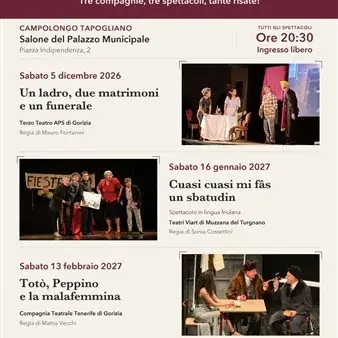 Tre compagnie, tre spettacoli, tante risate!
CAMPOLONGO TAPOGLIANO
Salone del Palazzo Municipale
Piazza Indipendenza, 2
TUTTI GLI SPETTACOLI
Ore 20:30
Ingresso libero
Sabato 5 dicembre 2026
Un ladro, due matrimoni
e un funerale
Terzo Teatro APS di Gorizia
Regia di Mauro Fontanini
FIESTE
Sabato 16 gennaio 2027
Cuasi cuasi mi fâs
un sbatudin
Spettacolo in lingua friulana
Teatri Viart di Muzzana del Turgnano
Regia di Sonia Cossettini
Sabato 13 febbraio 2027
Totò, Peppino
e la malafemmina
Compagnia Teatrale Tenerife di Gorizia
Regia di Mattia Vecchi